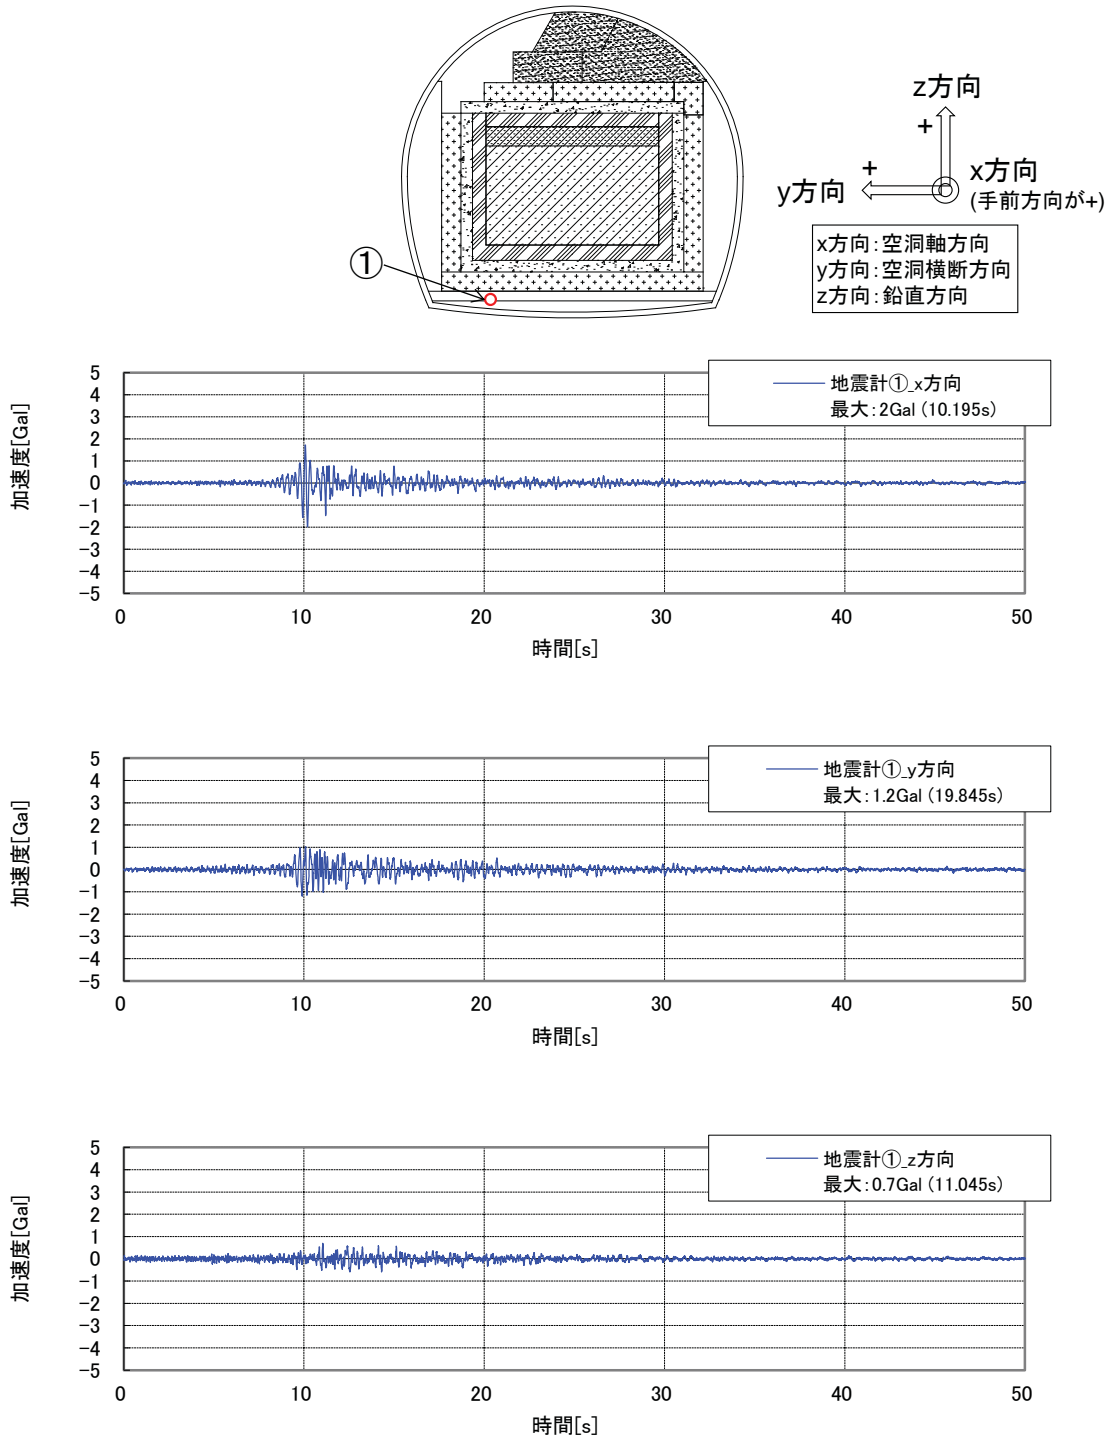 z方向
+
+
y方向
x方向
(手前方向が+)
x方向:空洞軸方向
y方向:空洞横断方向
z方向:鉛直方向
①
加速度[Gal]
5
4
3
2
1
0
-1
-2
-3
-4
-5
地震計①_x方向
最大:2Gal (10.195s)
0 10 20 30 40 50
時間[s]
加速度[Gal]
5
4
3
2
1
0
-1
-2
-3
-4
-5
地震計①_y方向
最大:1.2Gal (19.845s)
0 10 20 30 40 50
時間[s]
加速度[Gal]
5
4
3
2
1
0
-1
-2
-3
-4
-5
地震計①_z方向
最大:0.7Gal (11.045s)
0 10 20 30 40 50
時間[s]